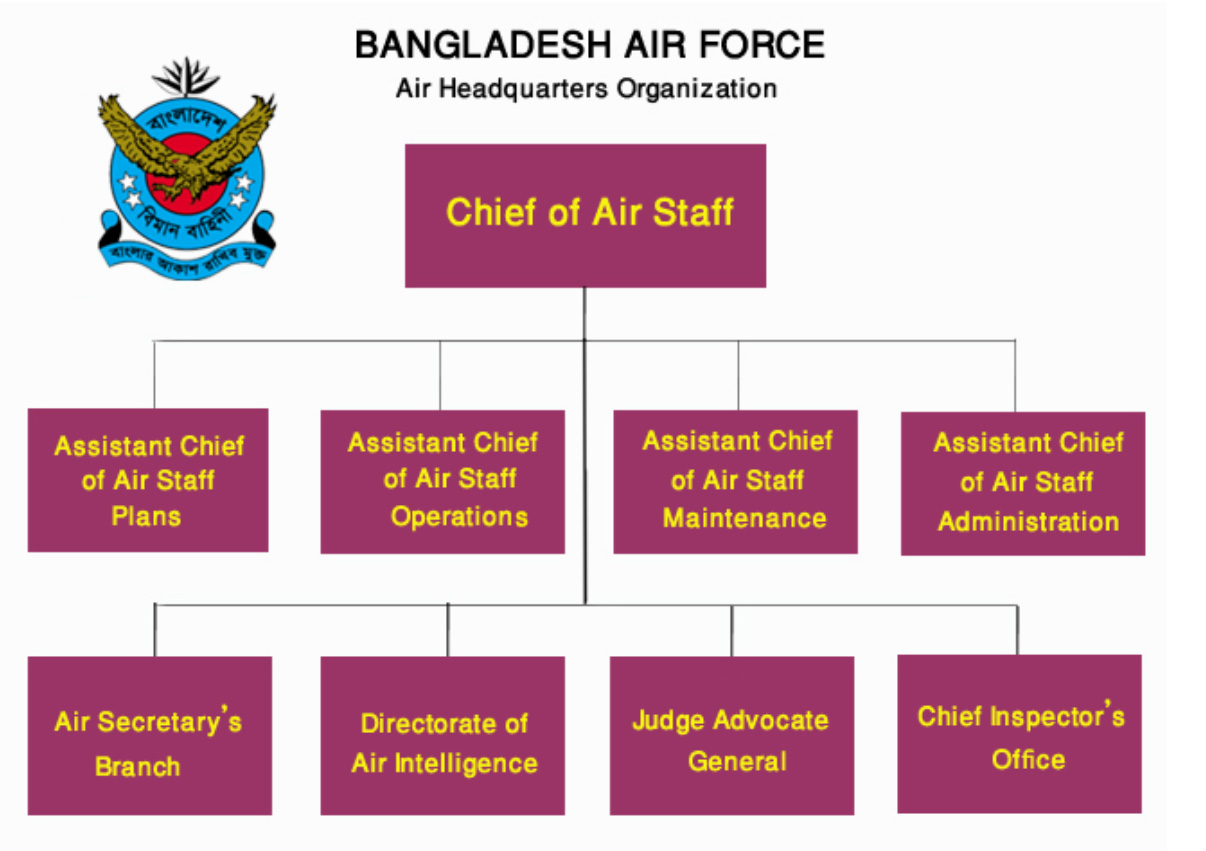 BANGLADESH AIR FORCE
Air Headquarters Organization
বাংলাদেশ
বিমান বাহিনী
বাংলার আকাশ রাখিব মুক্ত
Chief of Air Staff
Assistant Chief
of Air Staff
Plans
Assistant Chief
of Air Staff
Operations
Assistant Chief
of Air Staff
Maintenance
Assistant Chief
of Air Staff
Administration
Air Secretary's
Branch
Directorate of
Air Intelligence
Judge Advocate
General
Chief Inspector's
Office